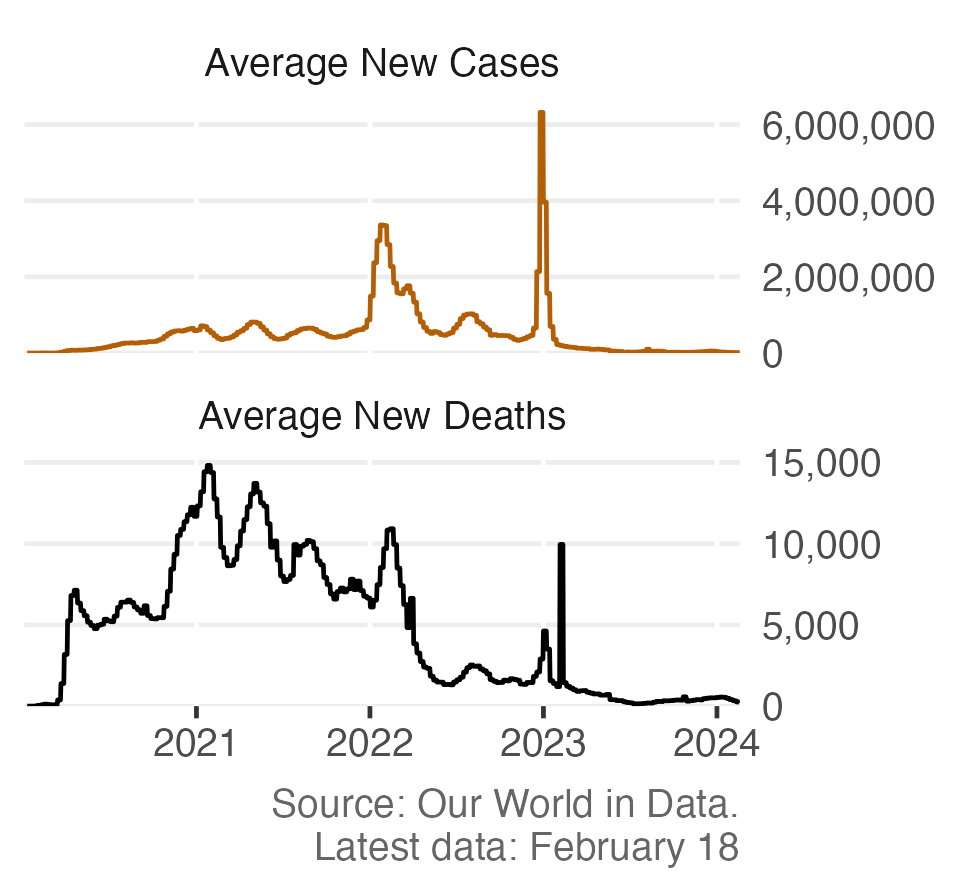 Average New Cases
6,000,000
4,000,000
2,000,000
0
Average New Deaths
15,000
10,000
5,000
0
2021 2022 2023 2024
Source: Our World in Data.
Latest data: February 18